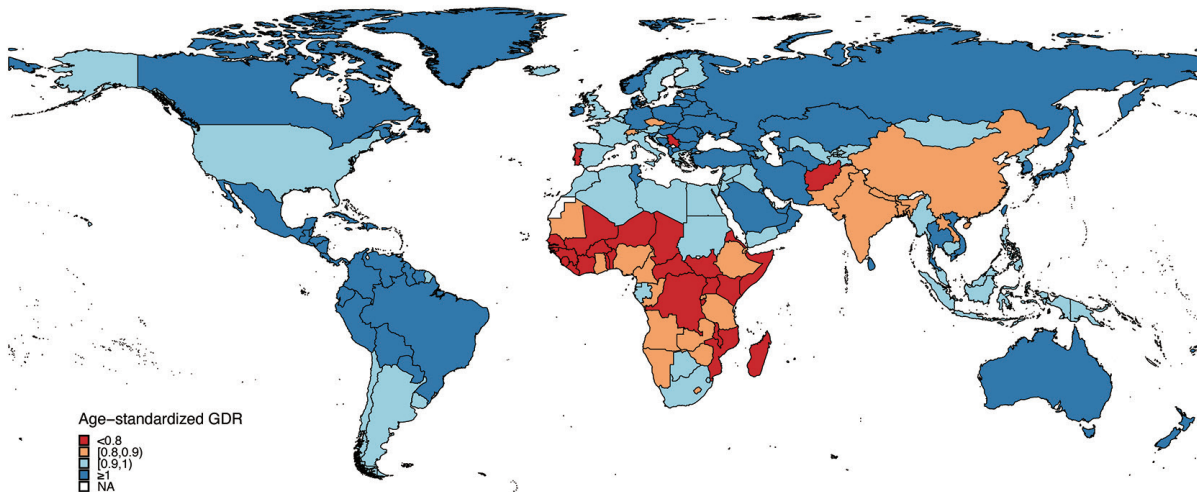 Age−standardized GDR
<0.8
[0.8,0.9)
[0.9,1)
≥1
NA